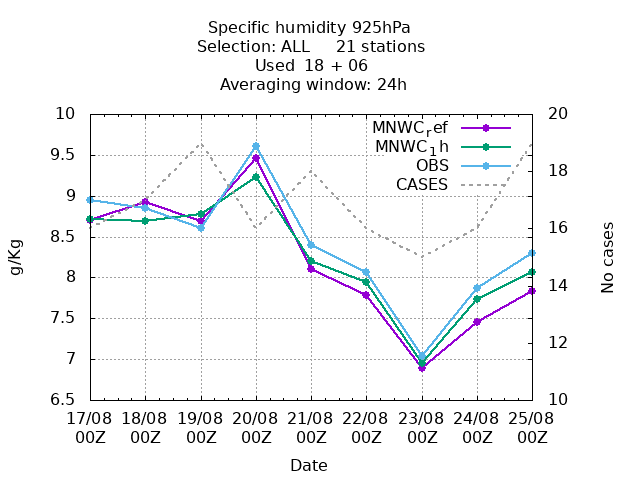 Specific humidity 925hPa
Selection: ALL     21 stations
Used  18 + 06
Averaging window: 24h
MNWC_ref
MNWC_1h
OBS
CASES
10
9.5
9
8.5
8
7.5
7
6.5
g/Kg
20
18
16
14
12
10
No cases
17/08 18/08 19/08 20/08 21/08 22/08 23/08 24/08 25/08
00Z 00Z 00Z 00Z 00Z 00Z 00Z 00Z 00Z
Date